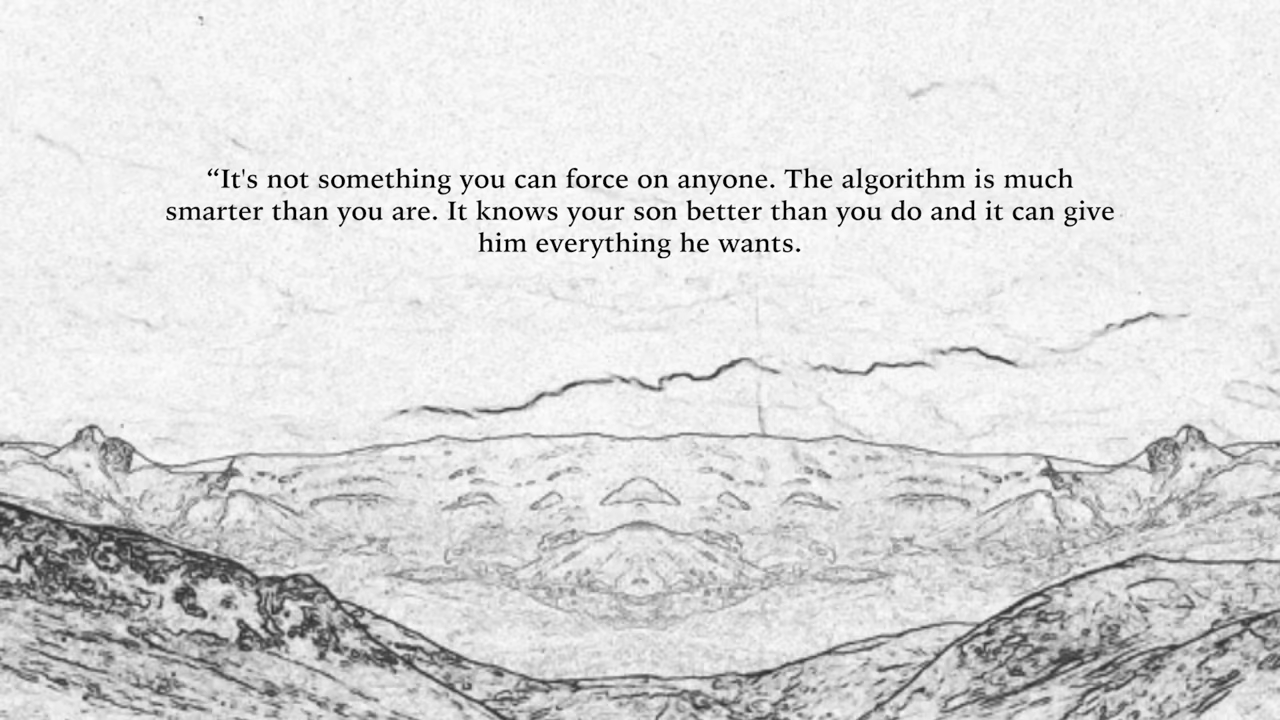 “It's not something you can force on anyone. The algorithm is much
smarter than you are. It knows your son better than you do and it can give
him everything he wants.